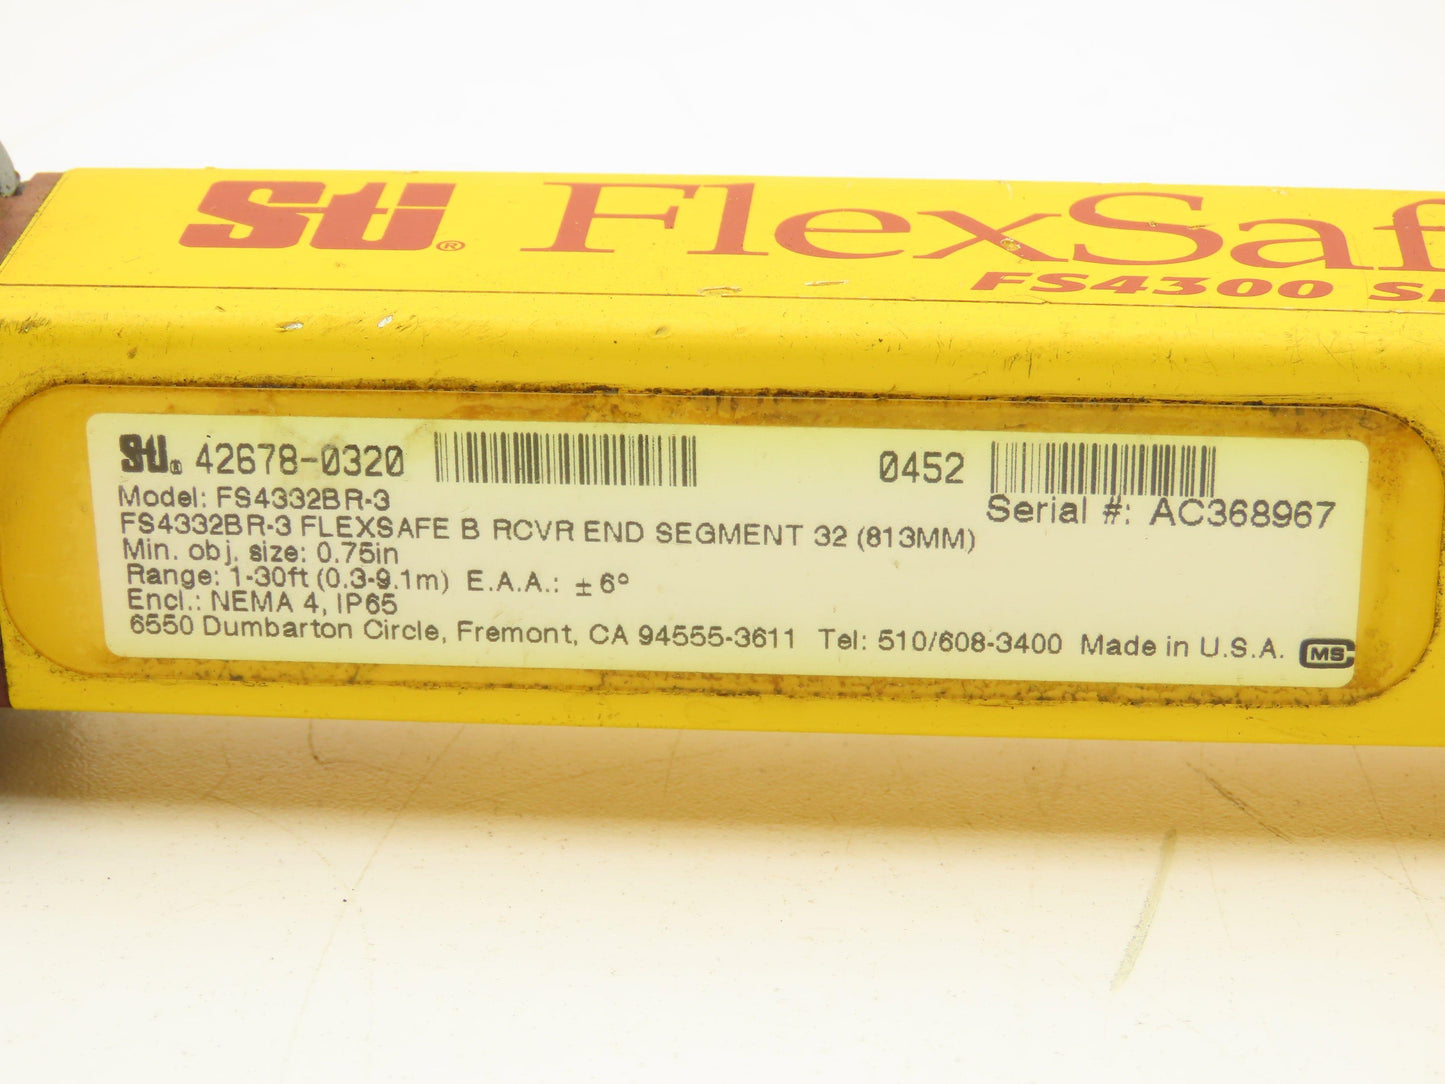 Sti® FlexSaf
FS4300 S
Sti® 42678-0320 0452
Model: FS4332BR-3 Serial #: AC368967
FS4332BR-3 FLEXSAFE B RCVR END SEGMENT 32 (813MM)
Min. obj. size: 0.75in
Range: 1-30ft (0.3-9.1m) E.A.A.: ± 6°
Encl.: NEMA 4, IP65
6550 Dumbarton Circle, Fremont, CA 94555-3611 Tel: 510/608-3400 Made in U.S.A. CMS